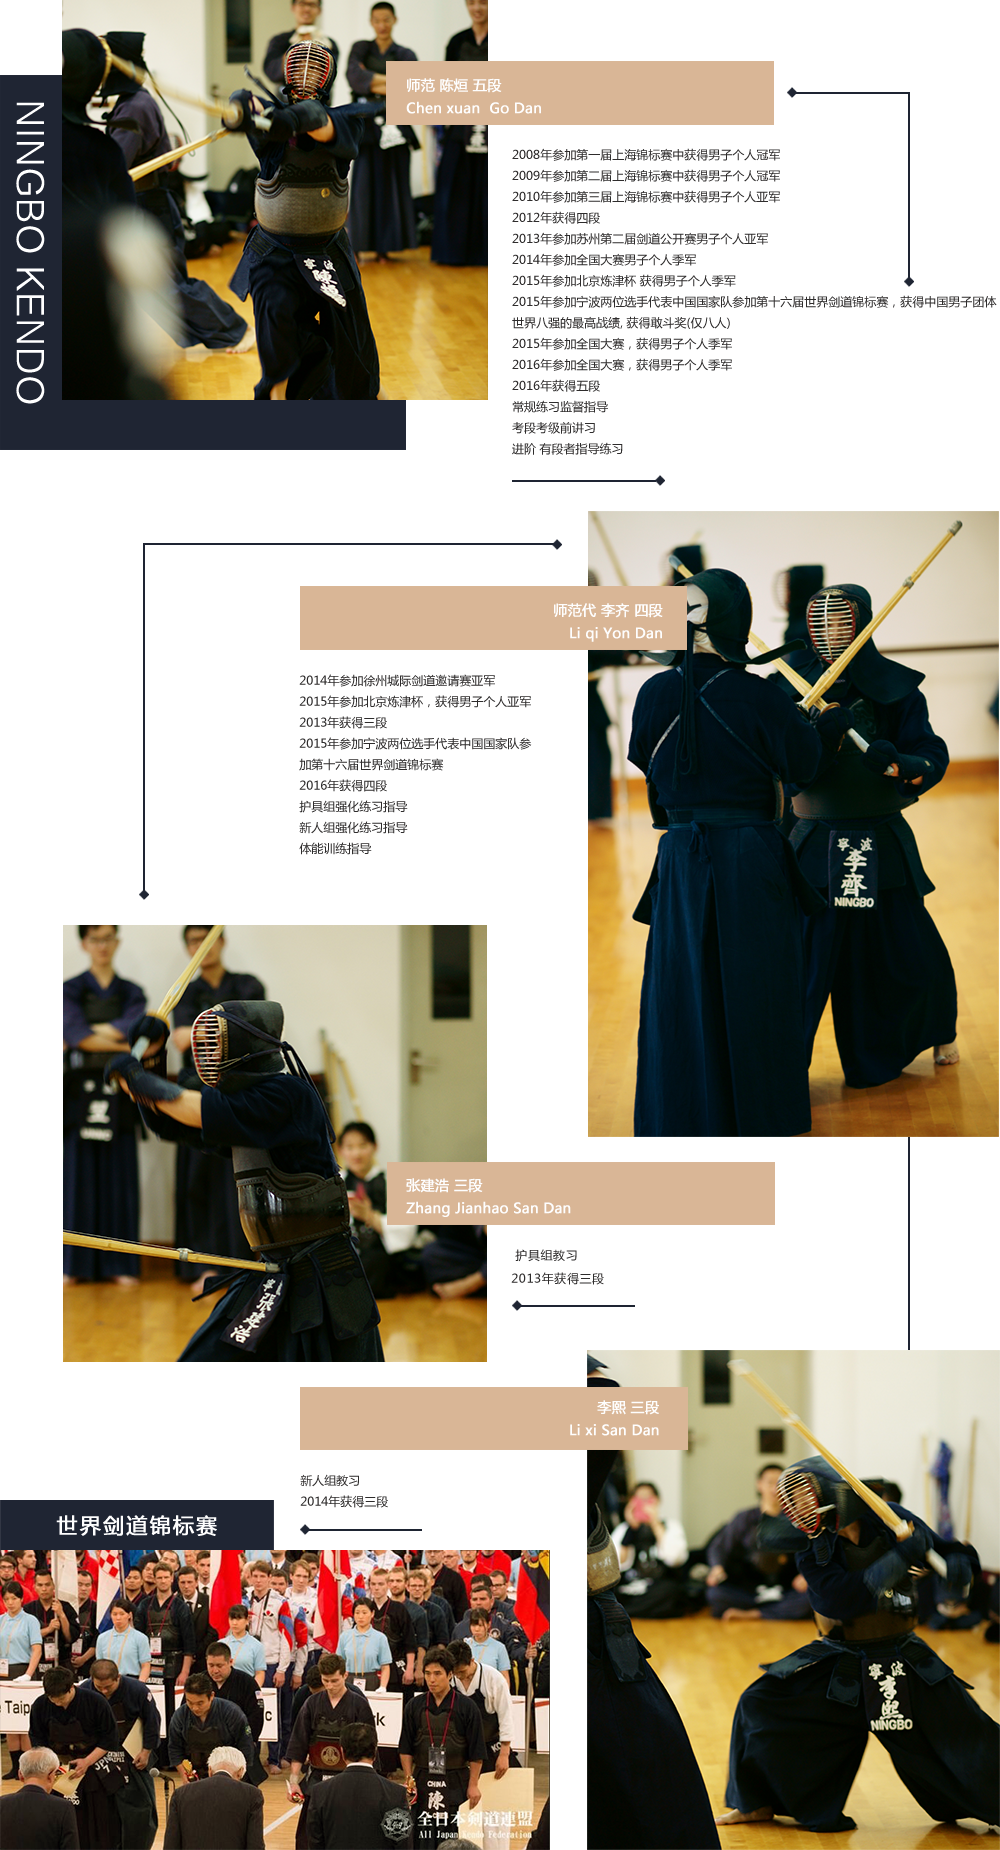 NINGBO KENDO
师范 陈烜 五段
Chen xuan Go Dan
2008年参加第一届上海锦标赛中获得男子个人冠军
2009年参加第二届上海锦标赛中获得男子个人冠军
2010年参加第三届上海锦标赛中获得男子个人亚军
2012年获得四段
2013年参加苏州第二届剑道公开赛男子个人亚军
2014年参加全国大赛男子个人季军
2015年参加北京炼津杯 获得男子个人季军
2015年参加宁波两位选手代表中国国家队参加第十六届世界剑道锦标赛，获得中国男子团体
世界八强的最高战绩, 获得敢斗奖(仅八人)
2015年参加全国大赛，获得男子个人季军
2016年参加全国大赛，获得男子个人季军
2016年获得五段
常规练习监督指导
考段考级前讲习
进阶 有段者指导练习
寧波
陳
师范代 李齐 四段
Li qi Yon Dan
2014年参加徐州城际剑道邀请赛亚军
2015年参加北京炼津杯，获得男子个人亚军
2013年获得三段
2015年参加宁波两位选手代表中国国家队参
加第十六届世界剑道锦标赛
2016年获得四段
护具组强化练习指导
新人组强化练习指导
体能训练指导
寧波
李齊
NINGBO
张建浩 三段
Zhang Jianhao San Dan
护具组教习
2013年获得三段
張建浩
李熙 三段
Li xi San Dan
新人组教习
2014年获得三段
寧波
李熙
NINGBO
世界剑道锦标赛
Taip
c
rk
CHINA
陳
全日本剣道連盟
All Japan Kendo Federation